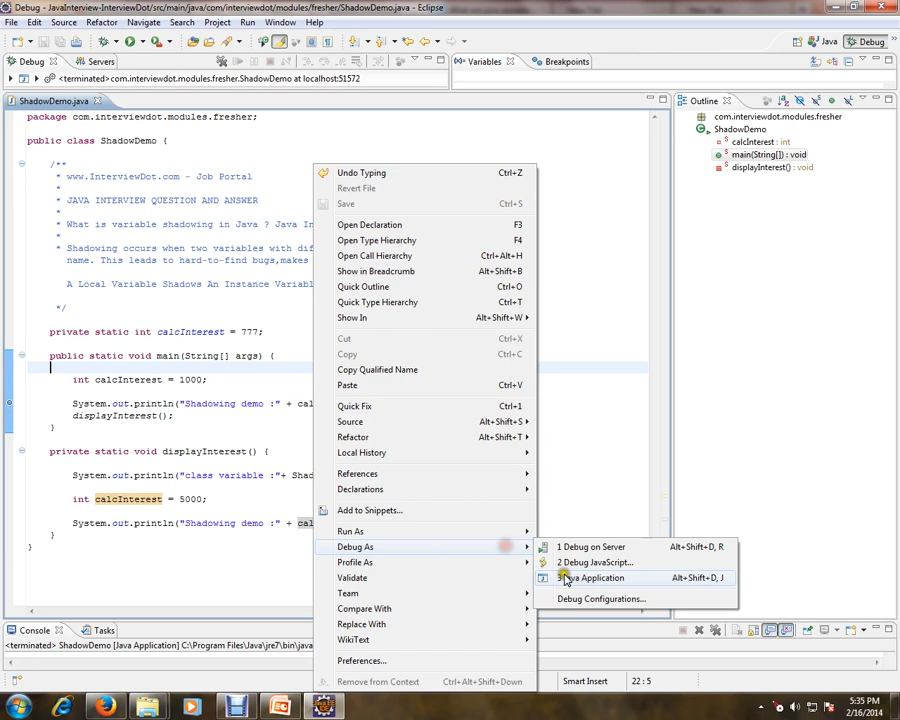 Debug - JavaInterview-InterviewDot/src/main/java/com/interviewdot/modules/fresher/ShadowDemo.java - Eclipse
File Edit Source Refactor Navigate Search Project Run Window Help
Java Debug
Debug Servers
Variables Breakpoints
<terminated>com.interviewdot.modules.fresher.ShadowDemo at localhost:51572
ShadowDemo.java
Outline
package com.interviewdot.modules.fresher;
public class ShadowDemo {
/**
* www.InterviewDot.com - Job Portal
*
* JAVA INTERVIEW QUESTION AND ANSWER
*
* What is variable shadowing in Java ? Java In
*
* Shadowing occurs when two variables with dif
* name. This leads to hard-to-find bugs,makes
A Local Variable Shadows An Instance Variab
*/
private static int calcInterest = 777;
public static void main(String[] args) {
int calcInterest = 1000;
System.out.println("Shadowing demo :" + cal
displayInterest();
}
private static void displayInterest() {
System.out.println("class variable :"+ Shad
int calcInterest = 5000;
System.out.println("Shadowing demo :" + cal
}
}
com.interviewdot.modules.fresher
ShadowDemo
calcInterest : int
main(String[]) : void
displayInterest() : void
Undo Typing Ctrl+Z
Revert File
Save Ctrl+S
Open Declaration F3
Open Type Hierarchy F4
Open Call Hierarchy Ctrl+Alt+H
Show in Breadcrumb Alt+Shift+B
Quick Outline Ctrl+O
Quick Type Hierarchy Ctrl+T
Show In Alt+Shift+W
Cut Ctrl+X
Copy Ctrl+C
Copy Qualified Name
Paste Ctrl+V
Quick Fix Ctrl+1
Source Alt+Shift+S
Refactor Alt+Shift+T
Local History
References
Declarations
Add to Snippets...
Run As
Debug As
Profile As
Validate
Team
Compare With
Replace With
WikiText
Preferences...
Remove from Context Ctrl+Alt+Shift+Down
1 Debug on Server Alt+Shift+D, R
2 Debug JavaScript...
3 Java Application Alt+Shift+D, J
Debug Configurations...
Console Tasks
<terminated> ShadowDemo [Java Application] C:\Program Files\Java\jre7\bin\java
Smart Insert 22 : 5
5:35 PM
2/16/2014